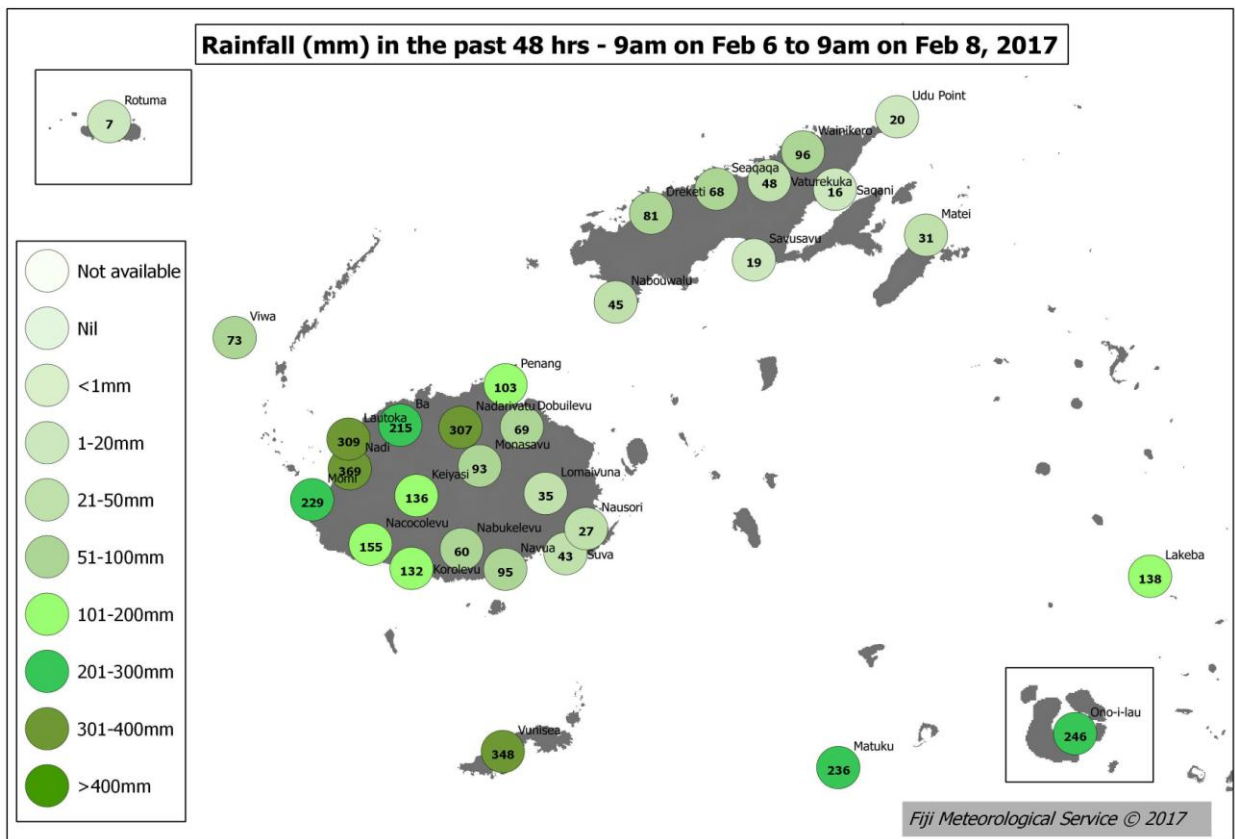 Rainfall (mm) in the past 48 hrs - 9am on Feb 6 to 9am on Feb 8, 2017
Rotuma
7
Udu Point
20
Wainikero
96
Seaqaqa
68
Vaturekuka
48
Saqani
16
Dreketi
81
Matei
31
Savusavu
19
Nabouwalu
45
Viwa
73
Penang
103
Ba
215
Nadarivatu
307
Dobuilevu
69
Lautoka
309
Nadi
369
Monasavu
93
Momi
229
Keiyasi
136
Lomaivuna
35
Nausori
27
Nacocolevu
155
Nabukelevu
60
Navua
95
Suva
43
Korolevu
132
Lakeba
138
Vunisea
348
Matuku
236
Ono-i-lau
246
Not available
Nil
<1mm
1-20mm
21-50mm
51-100mm
101-200mm
201-300mm
301-400mm
>400mm
Fiji Meteorological Service © 2017